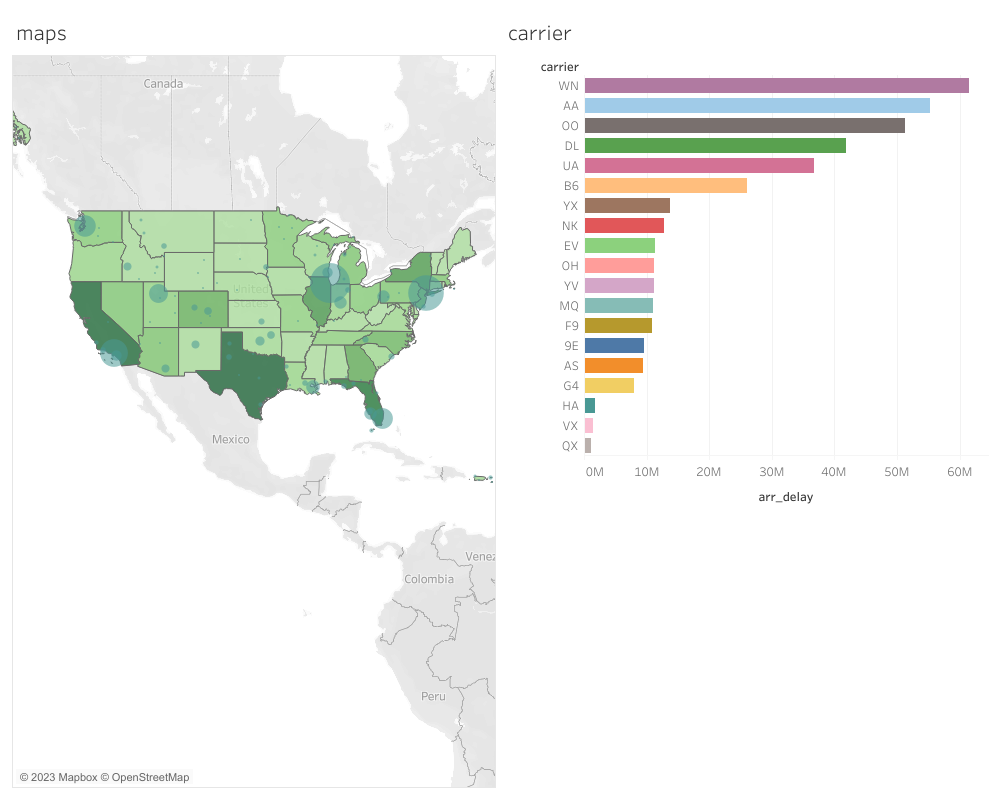 maps
Canada
United
States
Mexico
Venez
Colombia
Peru
© 2023 Mapbox © OpenStreetMap
carrier
carrier
WN
AA
OO
DL
UA
B6
YX
NK
EV
OH
YV
MQ
F9
9E
AS
G4
HA
VX
QX
0M 10M 20M 30M 40M 50M 60M
arr_delay